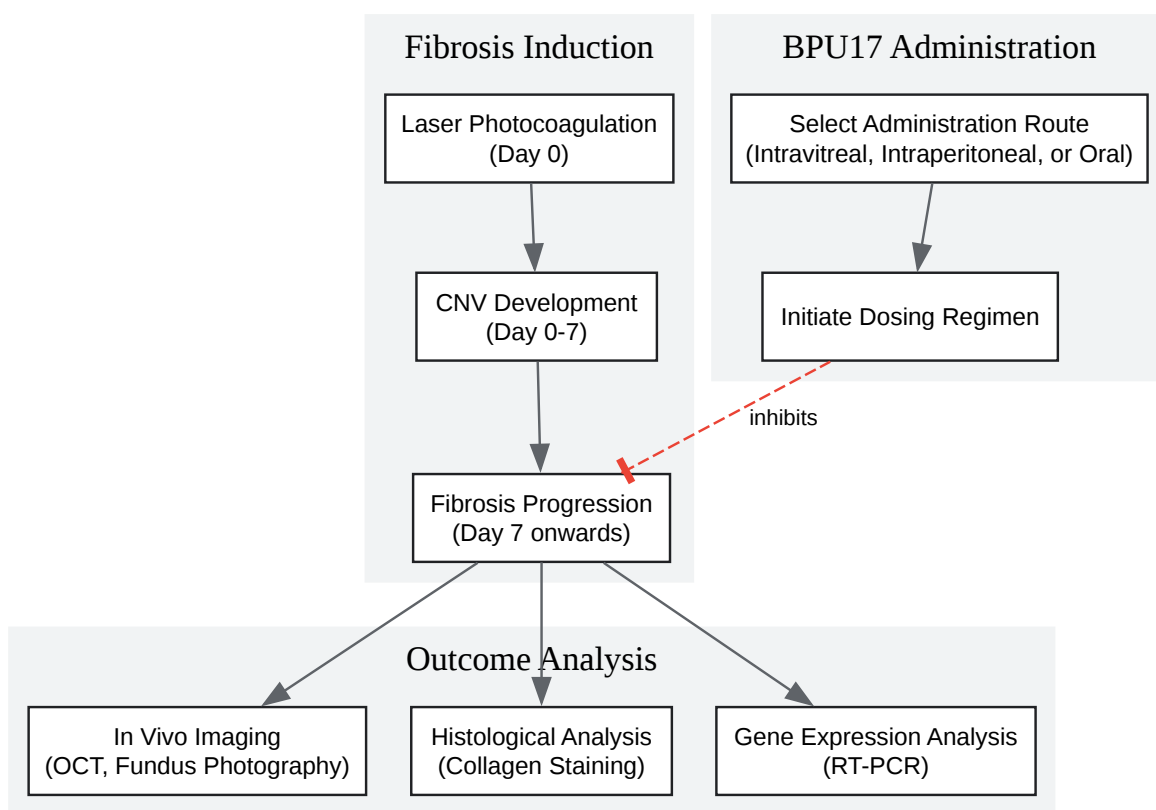 Fibrosis Induction
BPU17 Administration
Laser Photocoagulation
(Day 0)
Select Administration Route
(Intravitreal, Intraperitoneal, or Oral)
CNV Development
(Day 0-7)
Initiate Dosing Regimen
inhibits
Fibrosis Progression
(Day 7 onwards)
Outcome Analysis
In Vivo Imaging
(OCT, Fundus Photography)
Histological Analysis
(Collagen Staining)
Gene Expression Analysis
(RT-PCR)